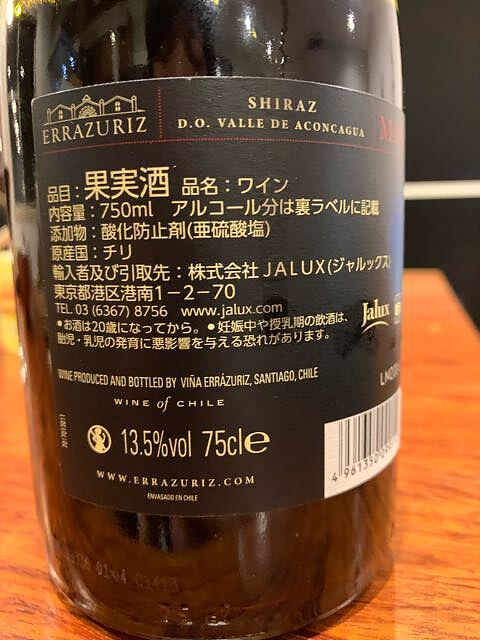 ERRAZURIZ
SHIRAZ
D.O. VALLE DE ACONCAGUA
品目：果実酒 品名：ワイン
内容量：750ml アルコール分は裏ラベルに記載
添加物：酸化防止剤(亜硫酸塩)
原産国：チリ
輸入者及び引取先：株式会社JALUX(ジャルックス)
東京都港区港南1-2-70
TEL. 03 (6367) 8756 www.jalux.com
●お酒は20歳になってから。●妊娠中や授乳期の飲酒は、
胎児・乳児の発育に悪影響を与える恐れがあります。
Jalux
WINE PRODUCED AND BOTTLED BY VIÑA ERRÁZURIZ, SANTIAGO, CHILE
WINE of CHILE
13.5%vol 75cl e
WWW.ERRAZURIZ.COM
ENVASADO EN CHILE